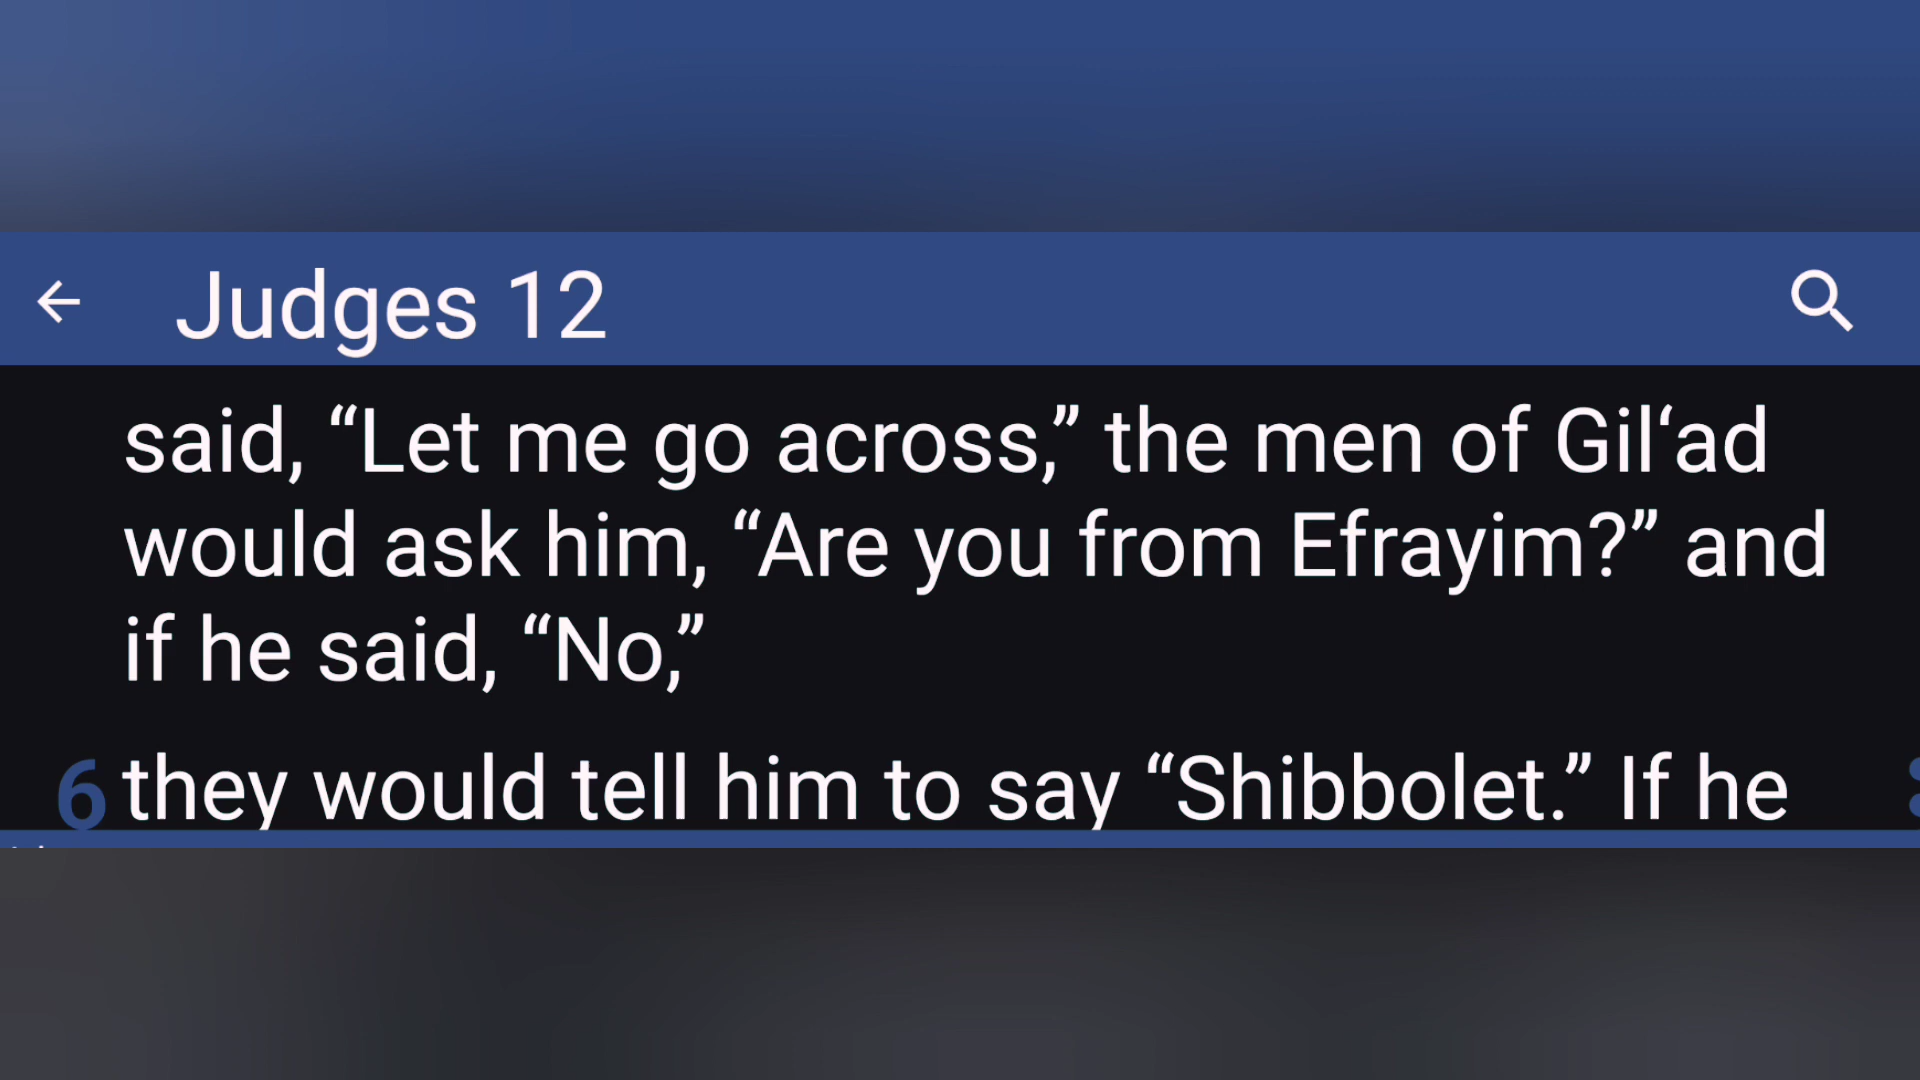 Judges 12
said, “Let me go across,” the men of Gil‘ad
would ask him, “Are you from Efrayim?” and
if he said, “No,”
6 they would tell him to say “Shibbolet.” If he